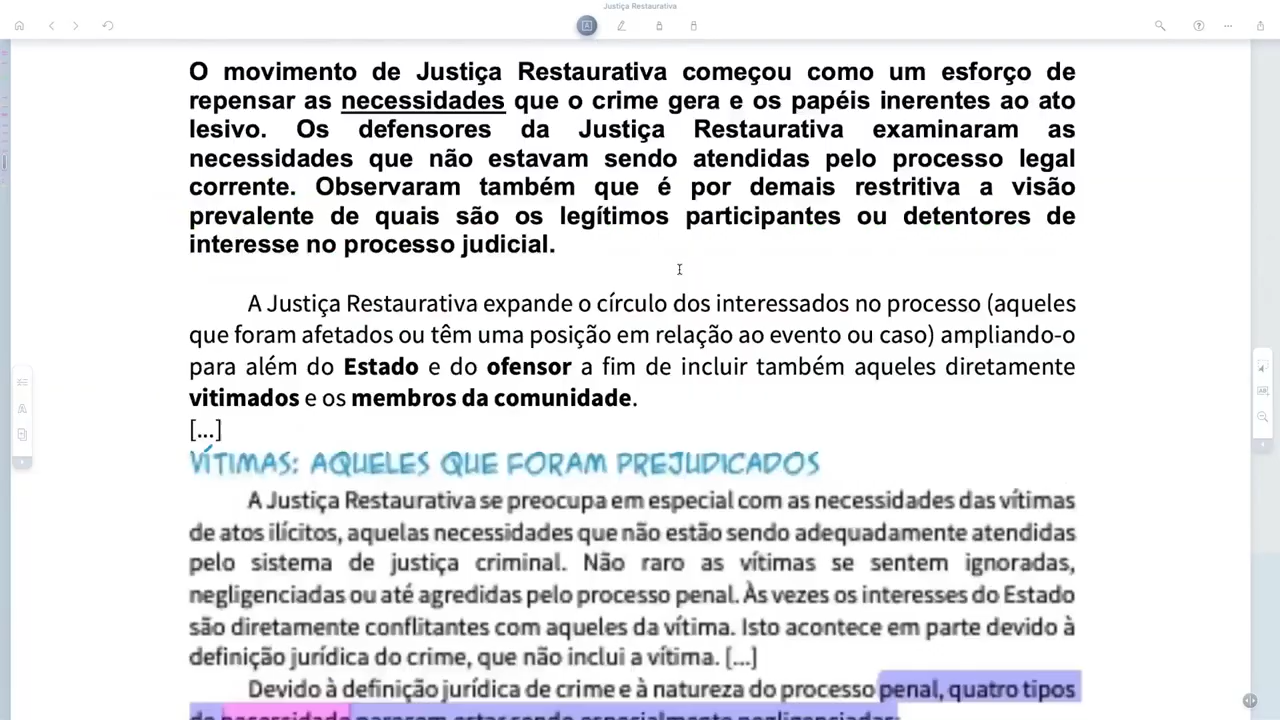 Justiça Restaurativa
O movimento de Justiça Restaurativa começou como um esforço de
repensar as necessidades que o crime gera e os papéis inerentes ao ato
lesivo. Os defensores da Justiça Restaurativa examinaram as
necessidades que não estavam sendo atendidas pelo processo legal
corrente. Observaram também que é por demais restritiva a visão
prevalente de quais são os legítimos participantes ou detentores de
interesse no processo judicial.
A Justiça Restaurativa expande o círculo dos interessados no processo (aqueles
que foram afetados ou têm uma posição em relação ao evento ou caso) ampliando-o
para além do Estado e do ofensor a fim de incluir também aqueles diretamente
vitimados e os membros da comunidade.
[...]
VÍTIMAS: AQUELES QUE FORAM PREJUDICADOS
A Justiça Restaurativa se preocupa em especial com as necessidades das vítimas
de atos ilícitos, aquelas necessidades que não estão sendo adequadamente atendidas
pelo sistema de justiça criminal. Não raro as vítimas se sentem ignoradas,
negligenciadas ou até agredidas pelo processo penal. Às vezes os interesses do Estado
são diretamente conflitantes com aqueles da vítima. Isto acontece em parte devido à
definição jurídica do crime, que não inclui a vítima. [...]
Devido à definição jurídica de crime e à natureza do processo penal, quatro tipos
de necessidade parecem estar sendo especialmente negligenciadas: